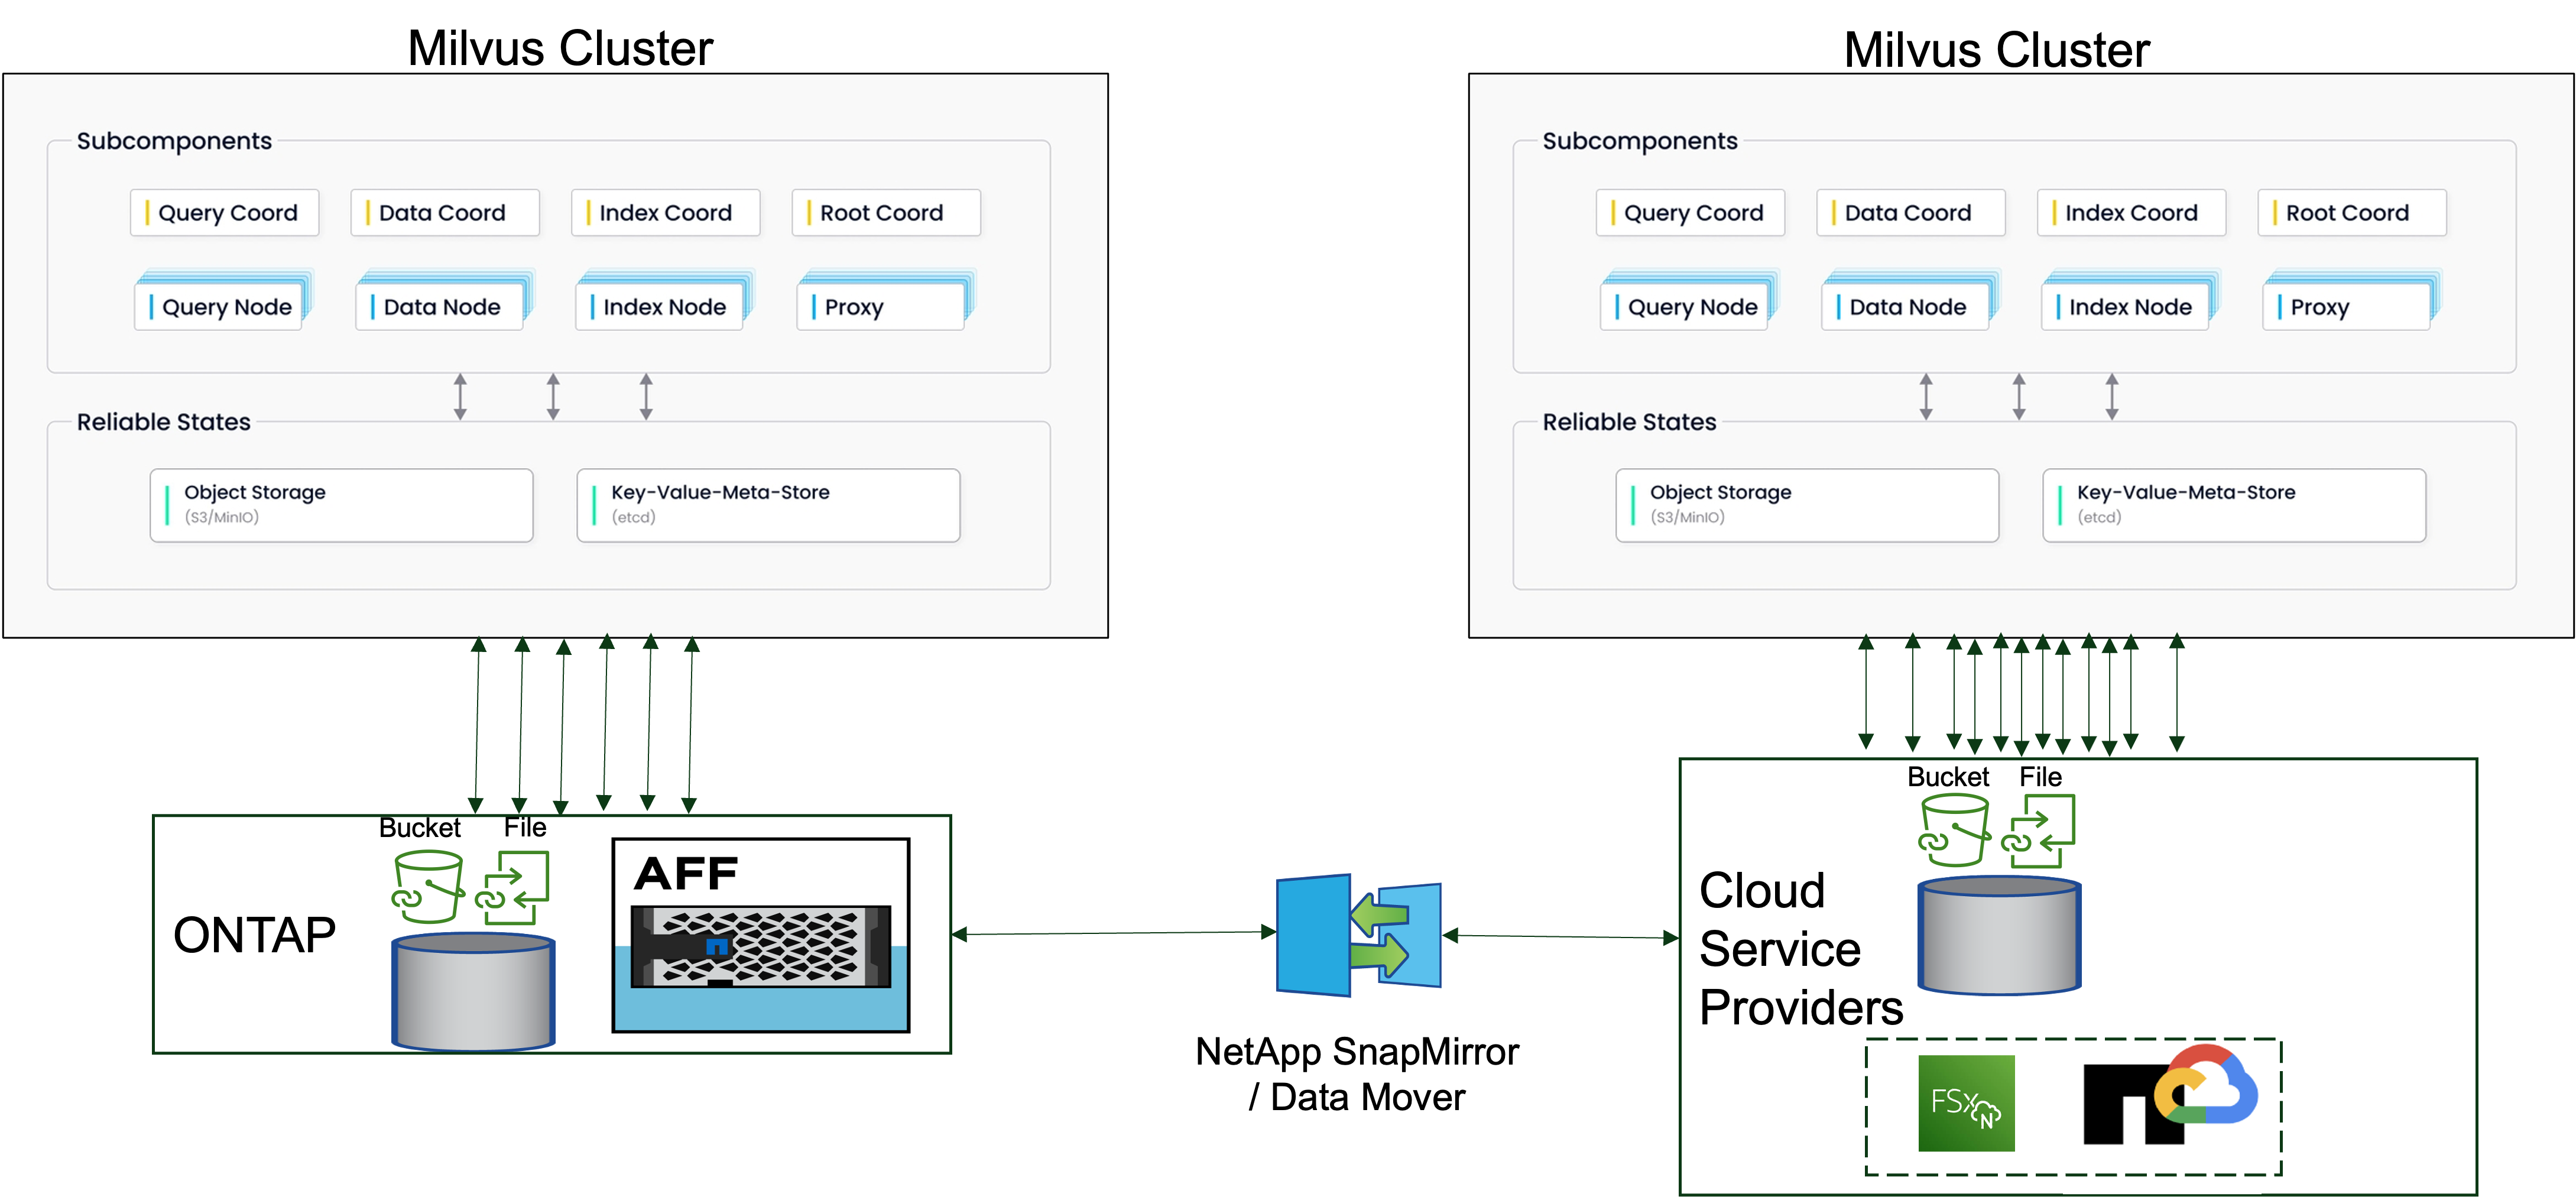 Milvus Cluster
Subcomponents
Query Coord
Data Coord
Index Coord
Root Coord
Query Node
Data Node
Index Node
Proxy
Reliable States
Object Storage
(S3/MinIO)
Key-Value-Meta-Store
(etcd)
Bucket
File
ONTAP
AFF
NetApp SnapMirror
/ Data Mover
Milvus Cluster
Subcomponents
Query Coord
Data Coord
Index Coord
Root Coord
Query Node
Data Node
Index Node
Proxy
Reliable States
Object Storage
(S3/MinIO)
Key-Value-Meta-Store
(etcd)
Bucket
File
Cloud
Service
Providers
FSx
N